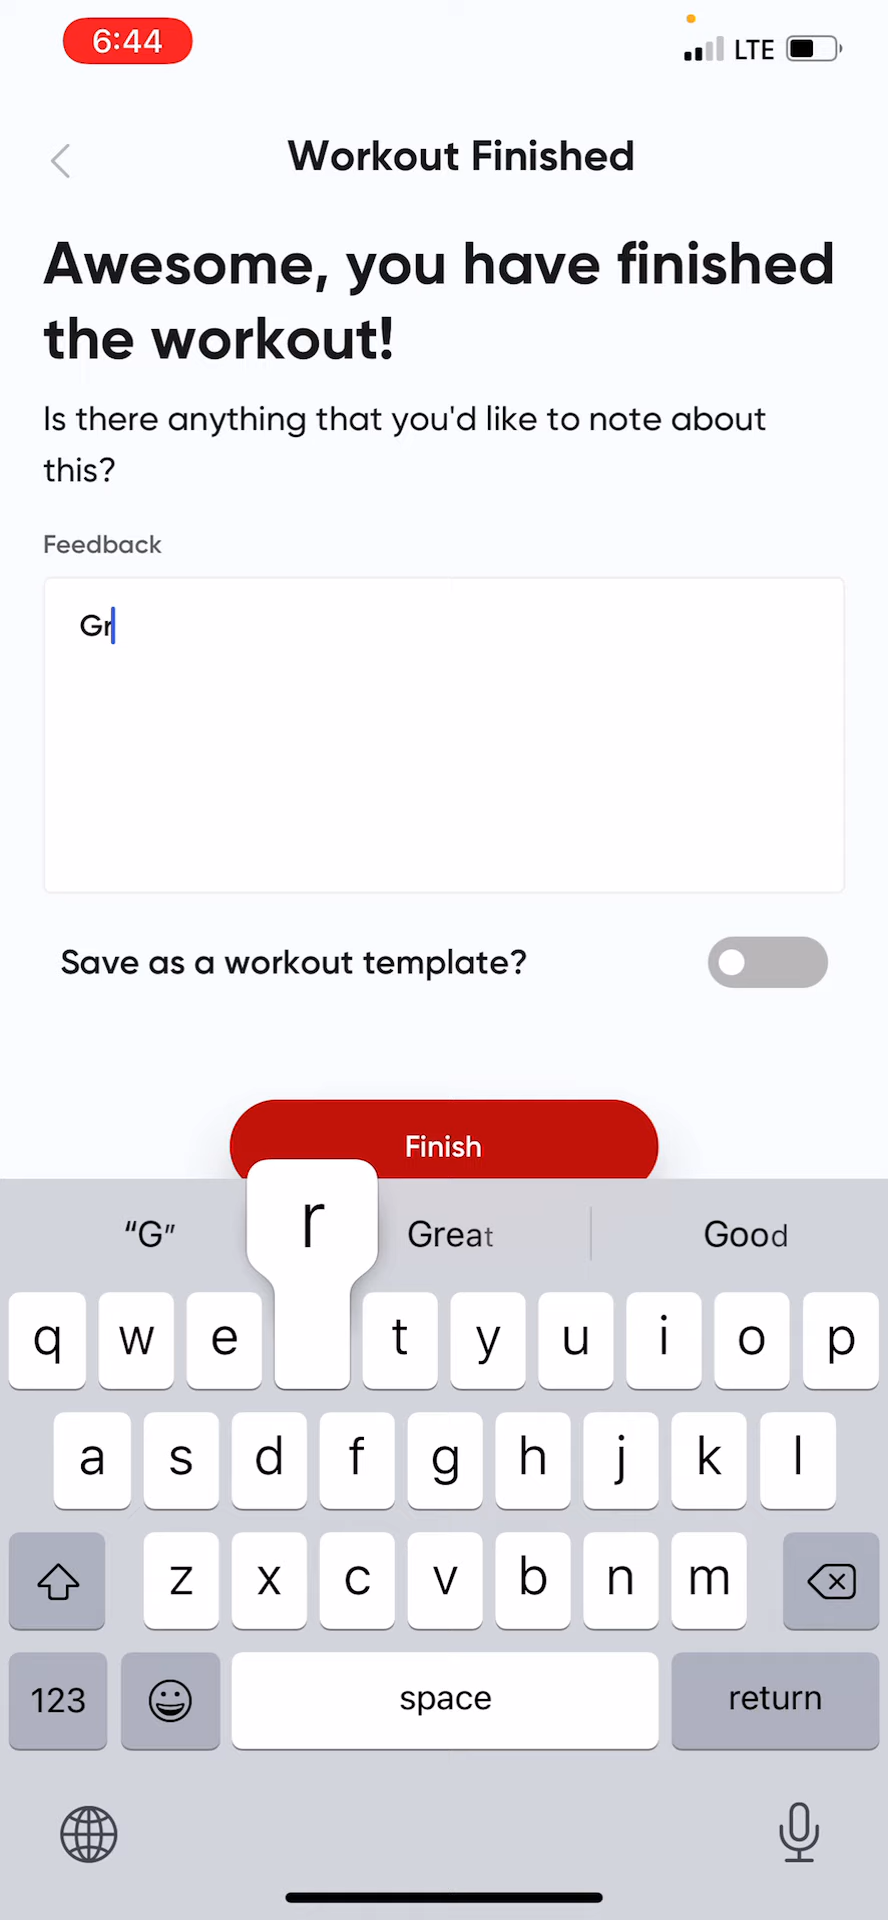 6:44
LTE
Workout Finished
Awesome, you have finished
the workout!
Is there anything that you'd like to note about
this?
Feedback
Gr
Save as a workout template?
Finish
“G” Great Good
r
q w e t y u i o p
a s d f g h j k l
z x c v b n m
123 space return